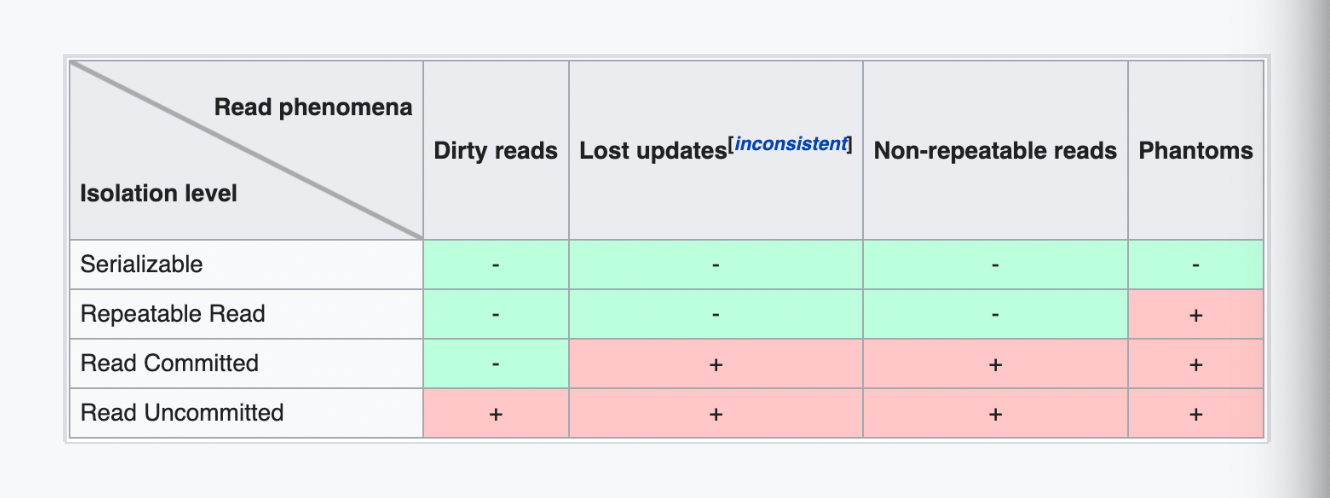 Read phenomena
Isolation level
Dirty reads
Lost updates[inconsistent]
Non-repeatable reads
Phantoms
Serializable - - - -
Repeatable Read - - - +
Read Committed - + + +
Read Uncommitted + + + +